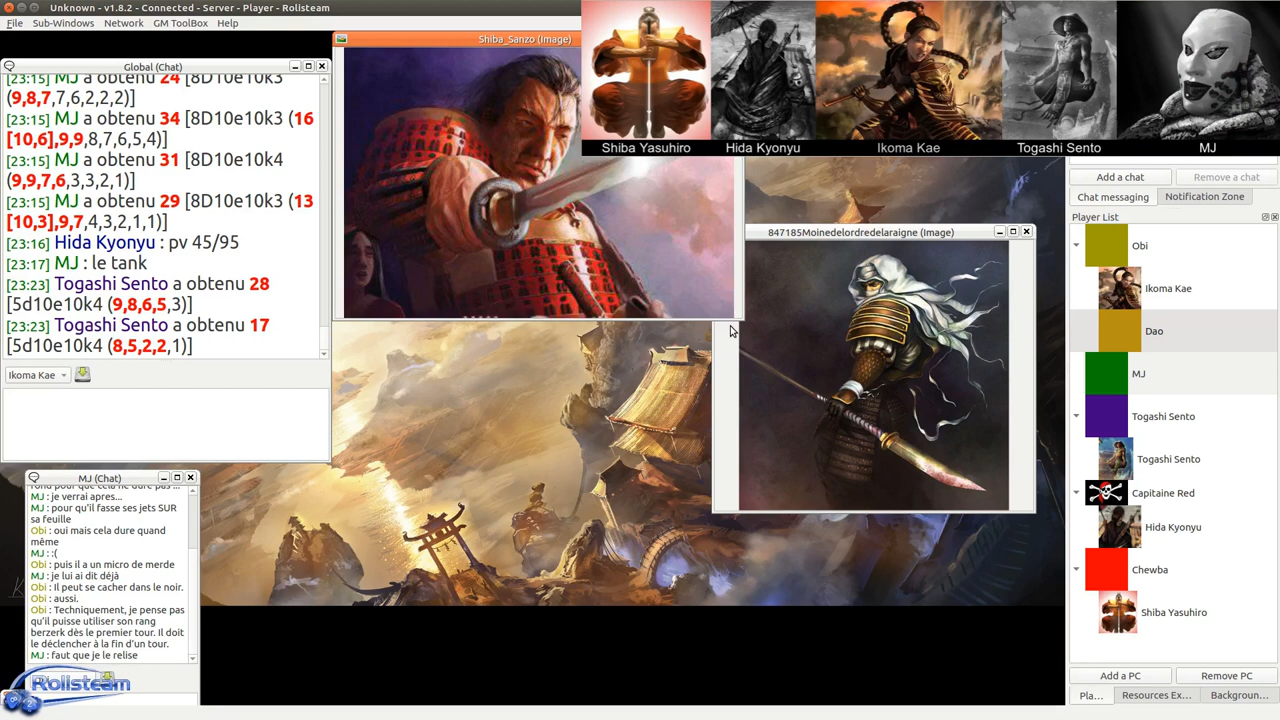 Unknown - v1.8.2 - Connected - Server - Player - Rolisteam
File Sub-Windows Network GM ToolBox Help
Global (Chat)
MJ a obtenu 24 [8D10e10k3
(9,8,7,7,6,2,2,2)]
[23:15] MJ a obtenu 34 [8D10e10k3 (16
[10,6],9,9,8,7,6,5,4)]
[23:15] MJ a obtenu 31 [8D10e10k4
(9,9,7,6,3,3,2,1)]
[23:15] MJ a obtenu 29 [8D10e10k3 (13
[10,3],9,7,4,3,2,1,1)]
[23:16] Hida Kyonyu : pv 45/95
[23:17] MJ : le tank
[23:23] Togashi Sento a obtenu 28
[5d10e10k4 (9,8,6,5,3)]
[23:23] Togashi Sento a obtenu 17
[5d10e10k4 (8,5,2,2,1)]
Ikoma Kae
MJ (Chat)
fond pour que cela ne dure pas ...
MJ : je verrai apres...
MJ : pour qu'il fasse ses jets SUR
sa feuille
Obi : oui mais cela dure quand
même
MJ : :(
Obi : puis il a un micro de merde
MJ : je lui ai dit déjà
Obi : Il peut se cacher dans le noir.
Obi : aussi.
Obi : Techniquement, je pense pas
qu'il puisse utiliser son rang
berzerk dès le premier tour. Il doit
le déclencher à la fin d'un tour.
MJ : faut que je le relise
Rolisteam
Shiba_Sanzo (Image)
847185Moinedelordredelaraigne (Image)
Shiba Yasuhiro
Hida Kyonyu
Ikoma Kae
Togashi Sento
MJ
Add a chat Remove a chat
Chat messaging Notification Zone
Player List
Obi
Ikoma Kae
Dao
MJ
Togashi Sento
Togashi Sento
Capitaine Red
Hida Kyonyu
Chewba
Shiba Yasuhiro
Add a PC Remove PC
Pla... Resources Ex... Backgroun...